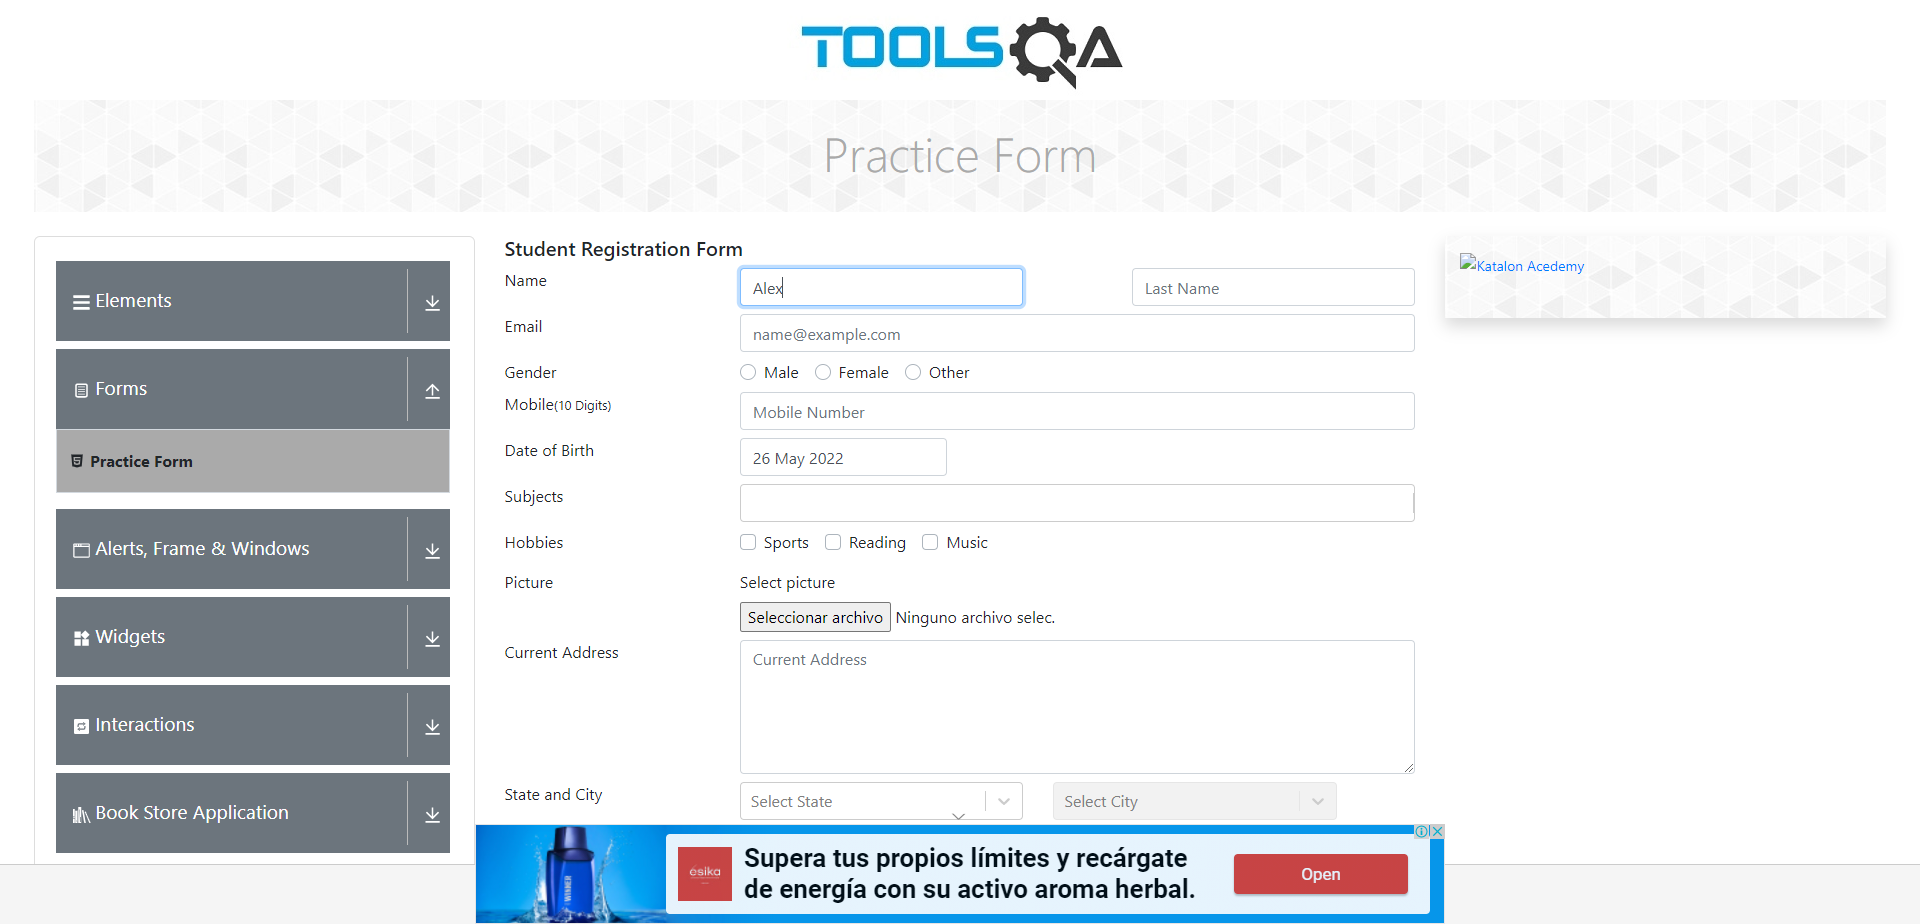 TOOLSQA
Practice Form
Elements
Forms
Practice Form
Alerts, Frame & Windows
Widgets
Interactions
Book Store Application
Student Registration Form
Name
Alex
Last Name
Email
name@example.com
Gender
Male Female Other
Mobile(10 Digits)
Mobile Number
Date of Birth
26 May 2022
Subjects
Hobbies
Sports Reading Music
Picture
Select picture
Seleccionar archivo Ninguno archivo selec.
Current Address
Current Address
State and City
Select State
Select City
Katalon Acedemy
WINNER
ésika
Supera tus propios límites y recárgate
de energía con su activo aroma herbal.
Open